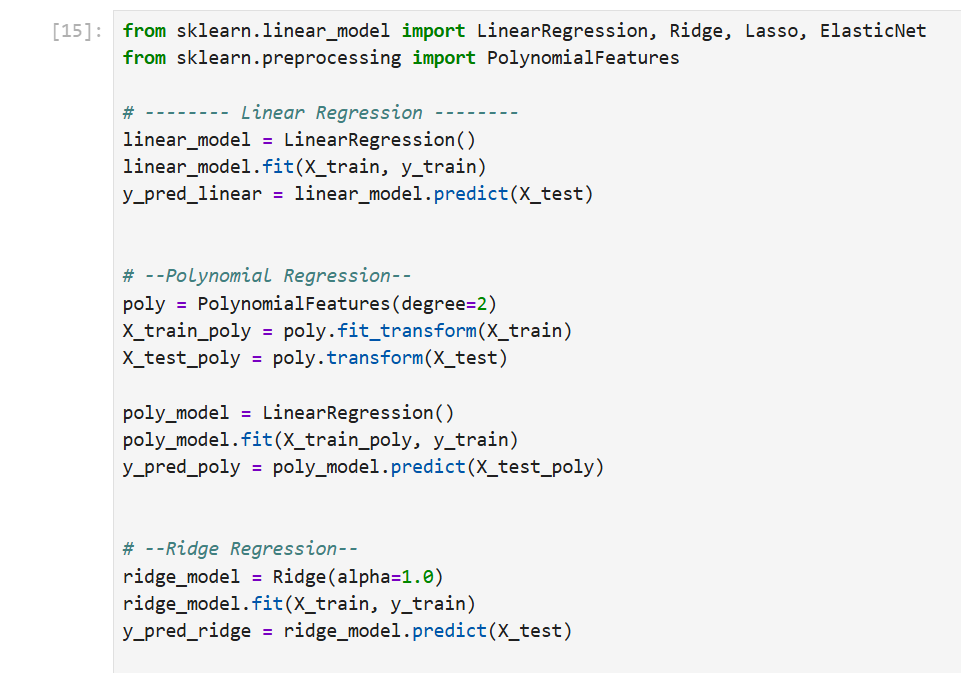 [15]: from sklearn.linear_model import LinearRegression, Ridge, Lasso, ElasticNet
from sklearn.preprocessing import PolynomialFeatures
# -------- Linear Regression --------
linear_model = LinearRegression()
linear_model.fit(X_train, y_train)
y_pred_linear = linear_model.predict(X_test)
# --Polynomial Regression--
poly = PolynomialFeatures(degree=2)
X_train_poly = poly.fit_transform(X_train)
X_test_poly = poly.transform(X_test)
poly_model = LinearRegression()
poly_model.fit(X_train_poly, y_train)
y_pred_poly = poly_model.predict(X_test_poly)
# --Ridge Regression--
ridge_model = Ridge(alpha=1.0)
ridge_model.fit(X_train, y_train)
y_pred_ridge = ridge_model.predict(X_test)